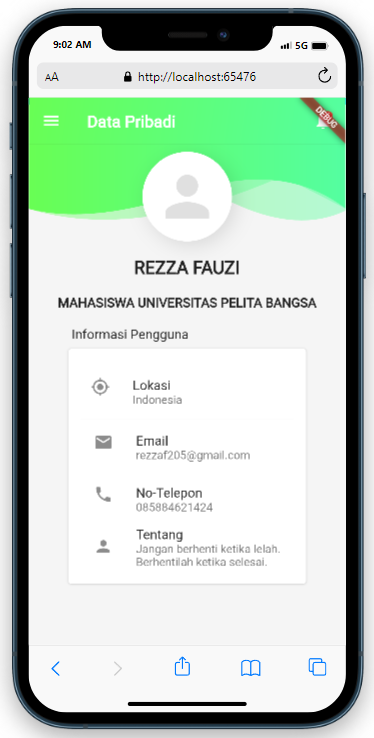 9:02 AM
5G
AA
http://localhost:65476
Data Pribadi
DEBUG
REZZA FAUZI
MAHASISWA UNIVERSITAS PELITA BANGSA
Informasi Pengguna
Lokasi
Indonesia
Email
rezzaf205@gmail.com
No-Telepon
085884621424
Tentang
Jangan berhenti ketika lelah.
Berhentilah ketika selesai.